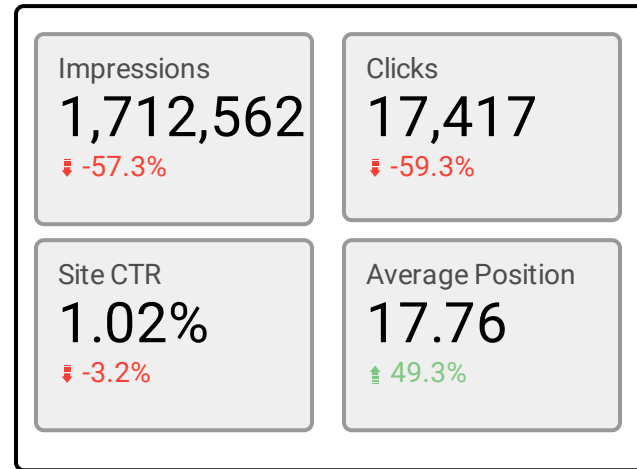 Impressions
1,712,562
-57.3%
Clicks
17,417
-59.3%
Site CTR
1.02%
-3.2%
Average Position
17.76
49.3%